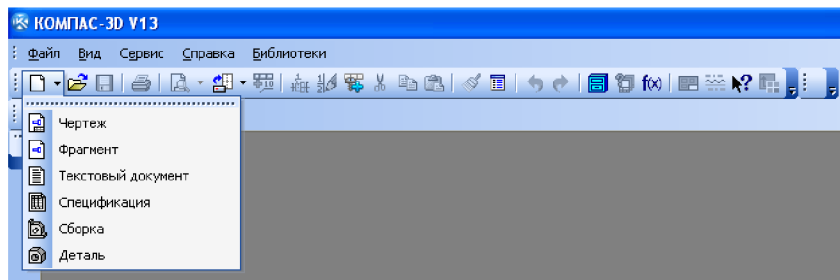 КОМПАС-3D V13
Файл Вид Сервис Справка Библиотеки
f(x)
Чертеж
Фрагмент
Текстовый документ
Спецификация
Сборка
Деталь